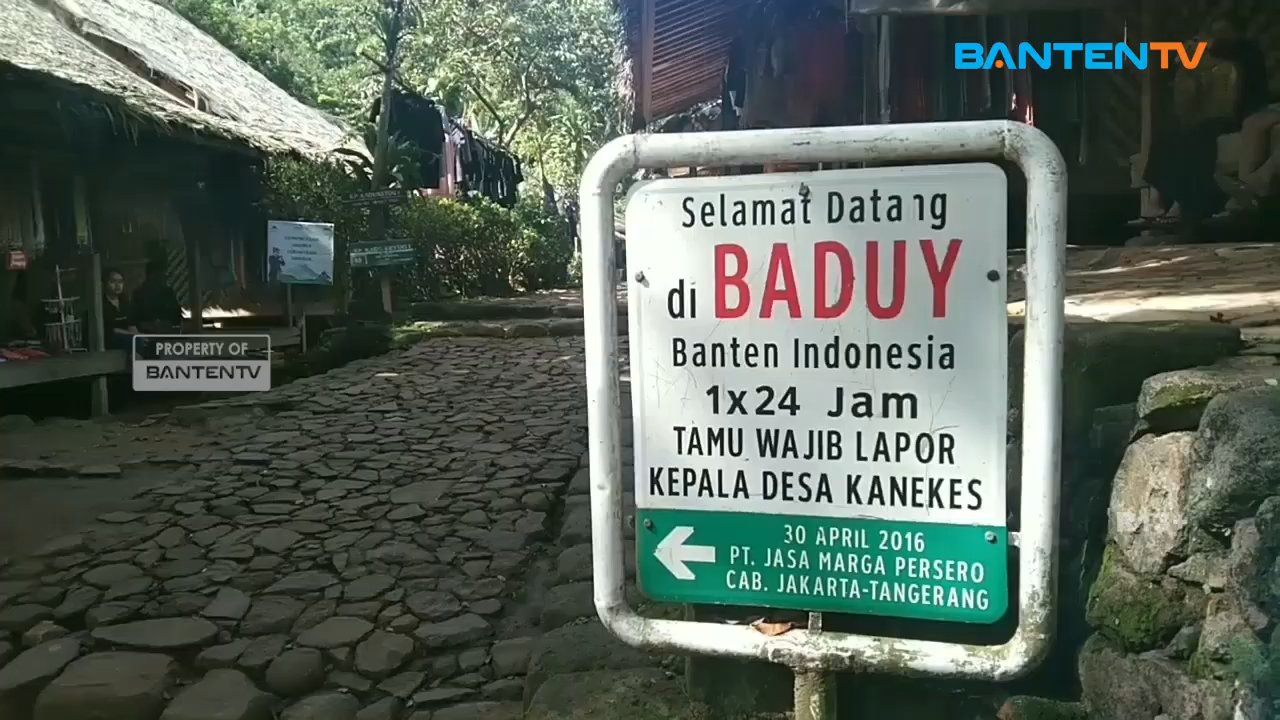 BANTENTV
Selamat Datang
di BADUY
Banten Indonesia
1x24 Jam
TAMU WAJIB LAPOR
KEPALA DESA KANEKES
30 APRIL 2016
PT. JASA MARGA PERSERO
CAB. JAKARTA-TANGERANG
PROPERTY OF
BANTENTV